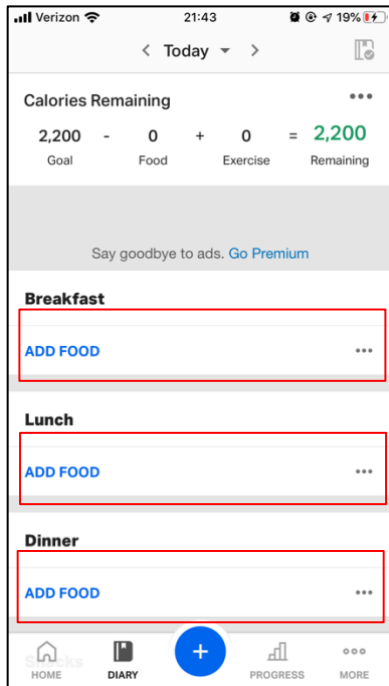 Verizon 21:43 19%
< Today >
Calories Remaining
2,200 - 0 + 0 = 2,200
Goal Food Exercise Remaining
Say goodbye to ads. Go Premium
Breakfast
ADD FOOD
Lunch
ADD FOOD
Dinner
ADD FOOD
Snacks
HOME DIARY + PROGRESS MORE